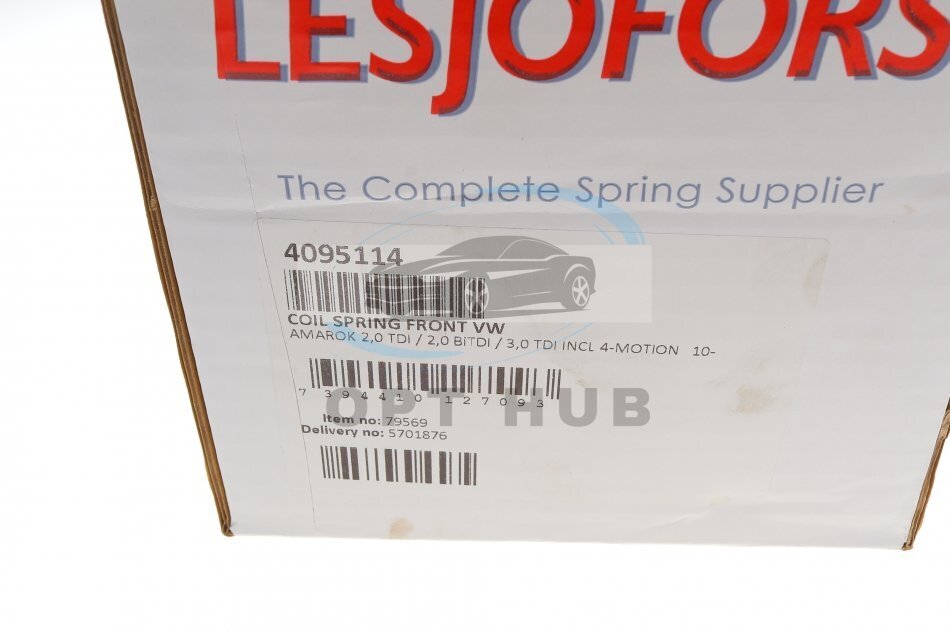 LESJOFORS
The Complete Spring Supplier
4095114
COIL SPRING FRONT VW
AMAROK 2,0 TDI / 2,0 BITDI / 3,0 TDI INCL 4-MOTION 10-
7 394410 127093
OPT HUB
Item no: 79569
Delivery no: 5701876